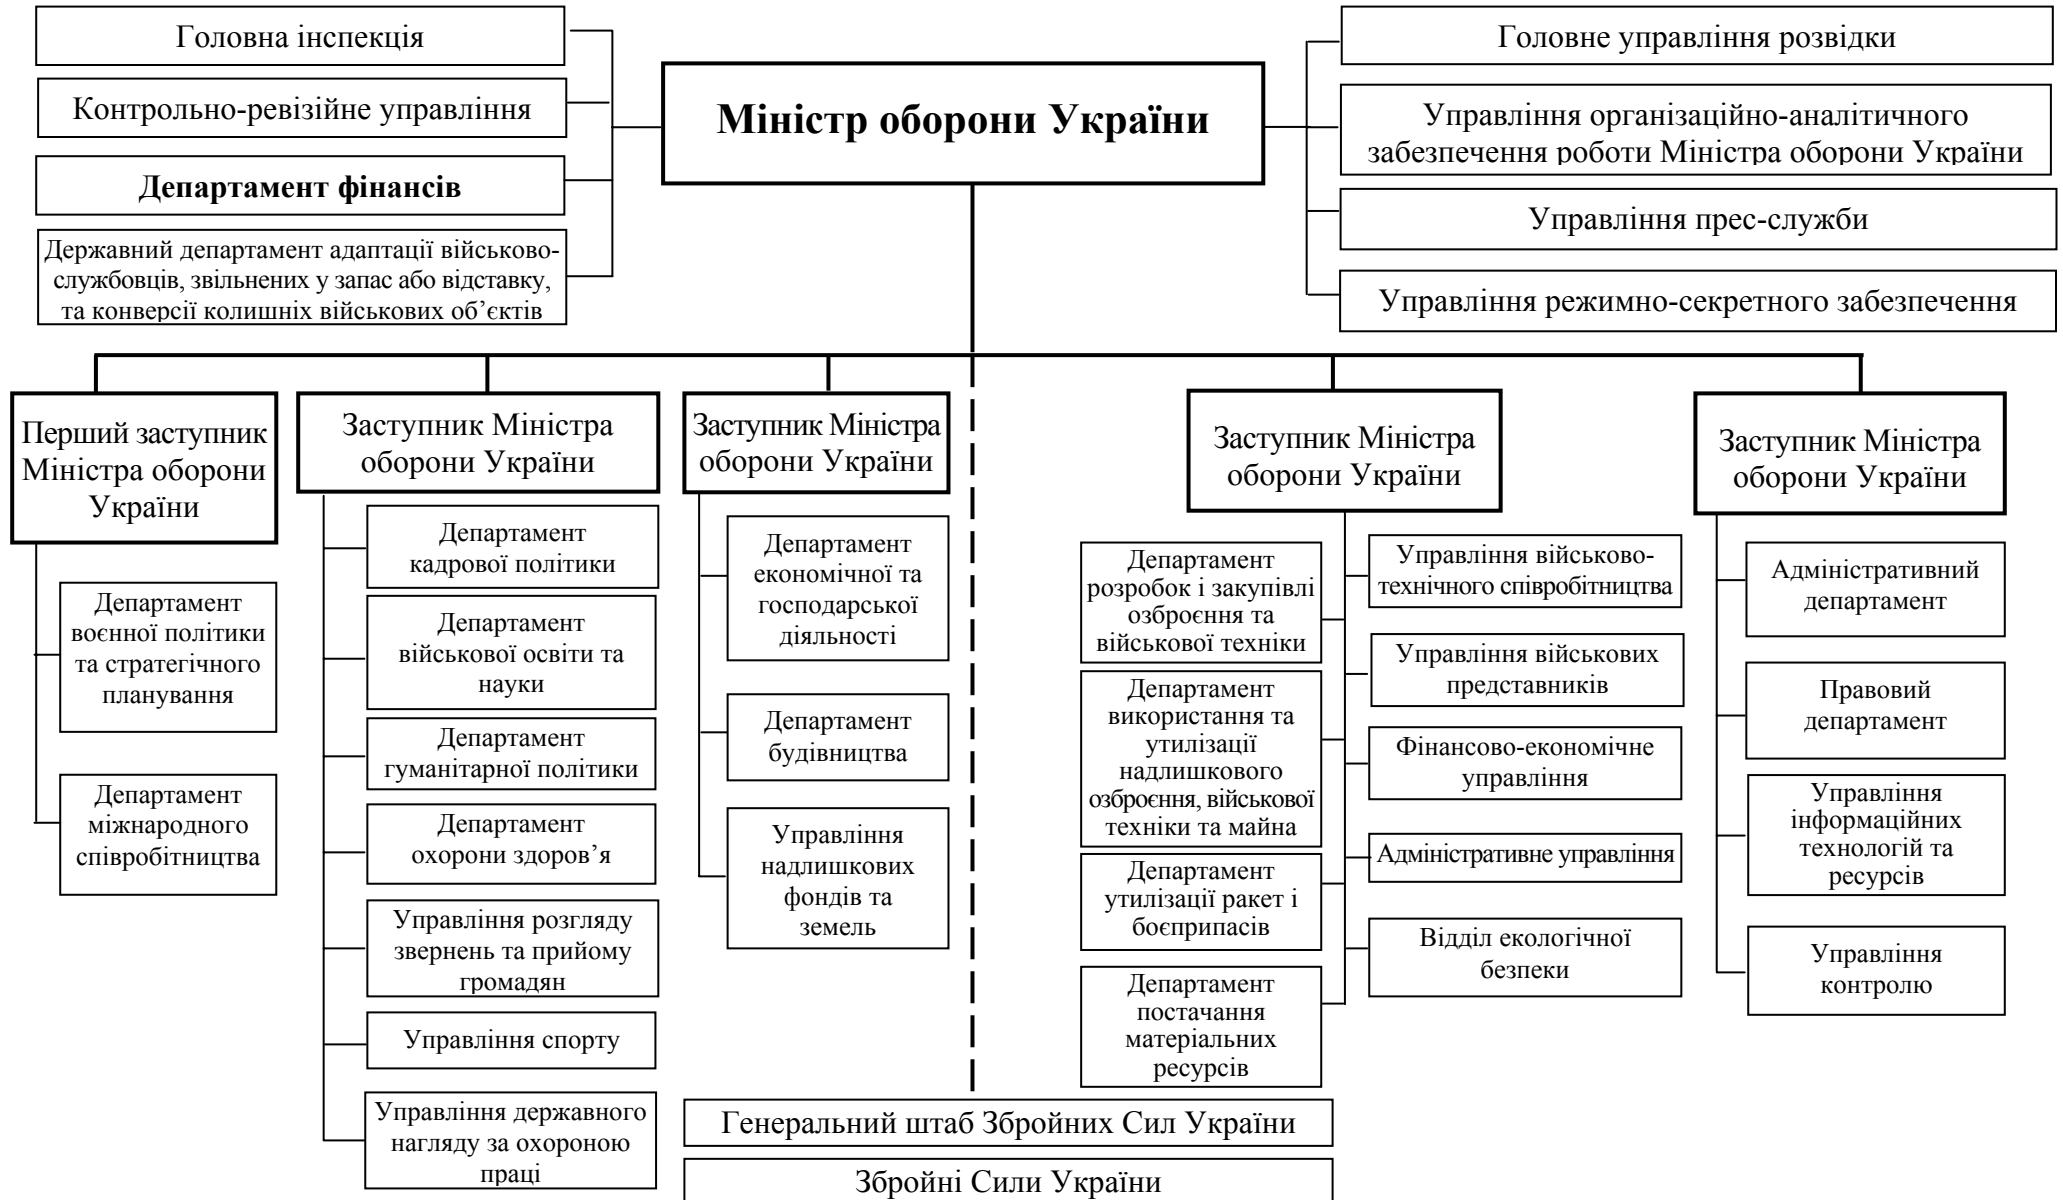 Головна інспекція
Контрольно-ревізійне управління
Департамент фінансів
Державний департамент адаптації військово-
службовців, звільнених у запас або відставку,
та конверсії колишніх військових об’єктів
Міністр оборони України
Головне управління розвідки
Управління організаційно-аналітичного
забезпечення роботи Міністра оборони України
Управління прес-служби
Управління режимно-секретного забезпечення
Перший заступник
Міністра оборони
України
Департамент
воєнної політики
та стратегічного
планування
Департамент
міжнародного
співробітництва
Заступник Міністра
оборони України
Департамент
кадрової політики
Департамент
військової освіти та
науки
Департамент
гуманітарної політики
Департамент
охорони здоров’я
Управління розгляду
звернень та прийому
громадян
Управління спорту
Управління державного
нагляду за охороною
праці
Заступник Міністра
оборони України
Департамент
економічної та
господарської
діяльності
Департамент
будівництва
Управління
надлишкових
фондів та
земель
Заступник Міністра
оборони України
Департамент
розробок і закупівлі
озброєння та
військової техніки
Департамент
використання та
утилізації
надлишкового
озброєння, військової
техніки та майна
Департамент
утилізації ракет і
боєприпасів
Департамент
постачання
матеріальних
ресурсів
Управління військово-
технічного співробітництва
Управління військових
представників
Фінансово-економічне
управління
Адміністративне управління
Відділ екологічної
безпеки
Заступник Міністра
оборони України
Адміністративний
департамент
Правовий
департамент
Управління
інформаційних
технологій та
ресурсів
Управління
контролю
Генеральний штаб Збройних Сил України
Збройні Сили України